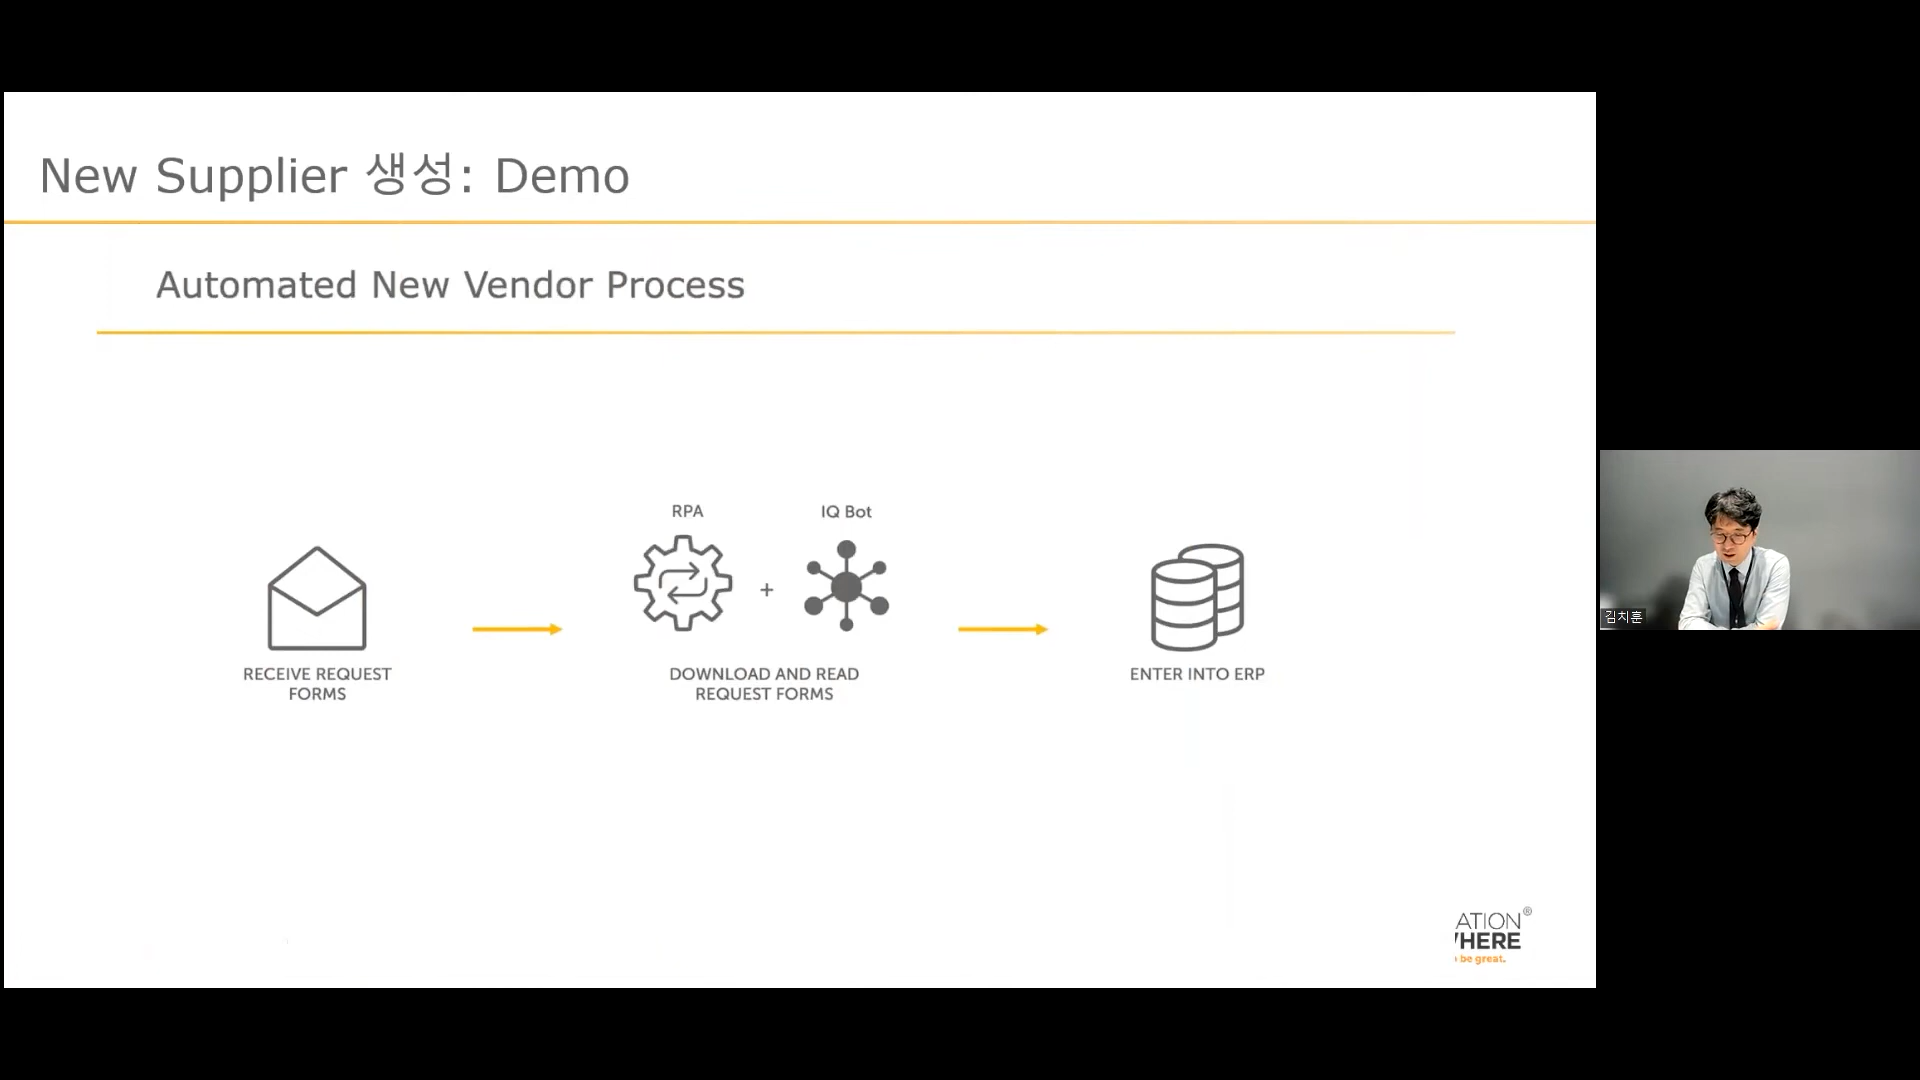 New Supplier 생성: Demo
Automated New Vendor Process
RPA
IQ Bot
+
RECEIVE REQUEST
FORMS
DOWNLOAD AND READ
REQUEST FORMS
ENTER INTO ERP
김치훈
ATION®
HERE
be great.